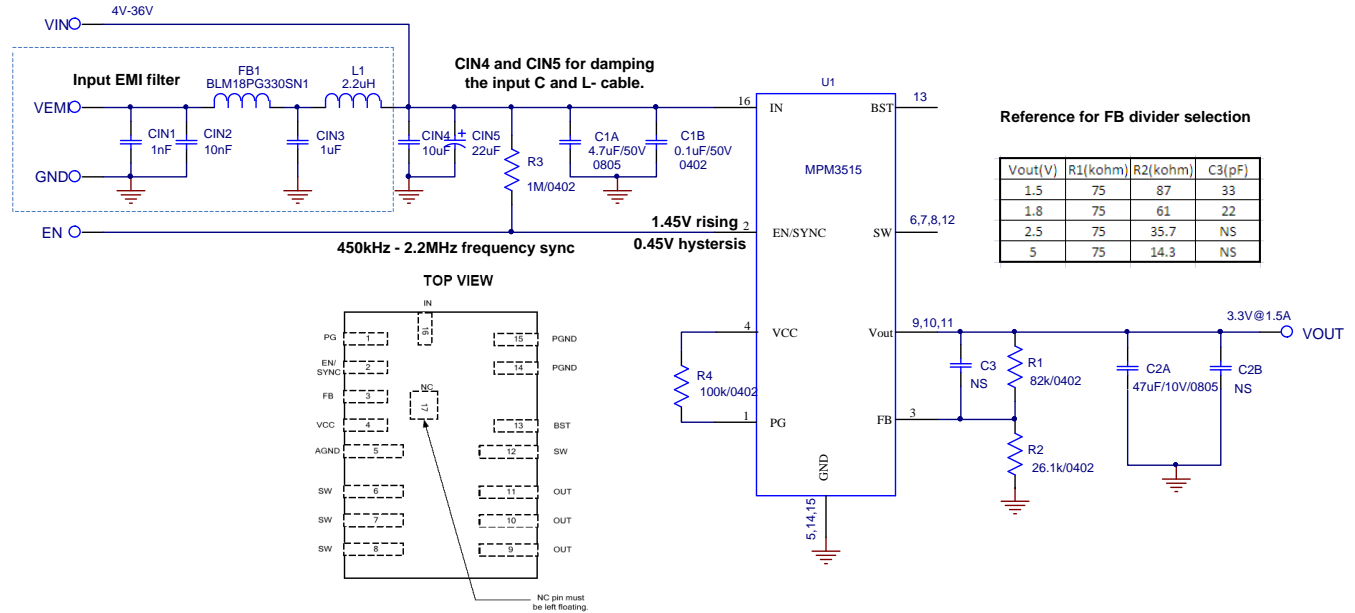 4V-36V
VIN
Input EMI filter
FB1
BLM18PG330SN1
L1
2.2uH
VEMI
CIN1
1nF
CIN2
10nF
CIN3
1uF
GND
EN
CIN4 and CIN5 for damping
the input C and L- cable.
CIN4
10uF
+
CIN5
22uF
R3
1M/0402
C1A
4.7uF/50V
0805
C1B
0.1uF/50V
0402
450kHz - 2.2MHz frequency sync
1.45V rising
0.45V hystersis
U1
MPM3515
16
IN
2
EN/SYNC
4
VCC
1
PG
R4
100k/0402
BST
13
SW
6,7,8,12
Vout
9,10,11
FB
3
GND
5,14,15
C3
NS
R1
82k/0402
R2
26.1k/0402
C2A
47uF/10V/0805
C2B
NS
3.3V@1.5A
VOUT
Reference for FB divider selection
Vout(V) R1(kohm) R2(kohm) C3(pF)
1.5 75 87 33
1.8 75 61 22
2.5 75 35.7 NS
5 75 14.3 NS
TOP VIEW
IN
16
PG 1
EN/
SYNC
2
FB 3
VCC 4
AGND 5
SW 6
SW 7
SW 8
NC
17
15 PGND
14 PGND
13 BST
12 SW
11 OUT
10 OUT
9 OUT
NC pin must
be left floating.